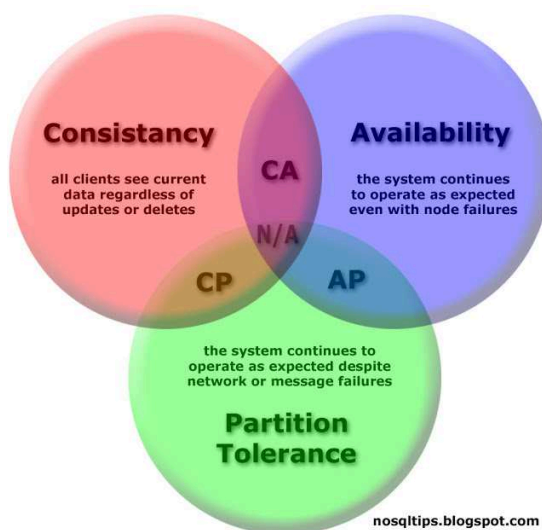 Consistancy
all clients see current
data regardless of
updates or deletes
Availability
the system continues
to operate as expected
even with node failures
CA
N/A
CP
AP
the system continues to
operate as expected despite
network or message failures
Partition
Tolerance
nosqltips.blogspot.com